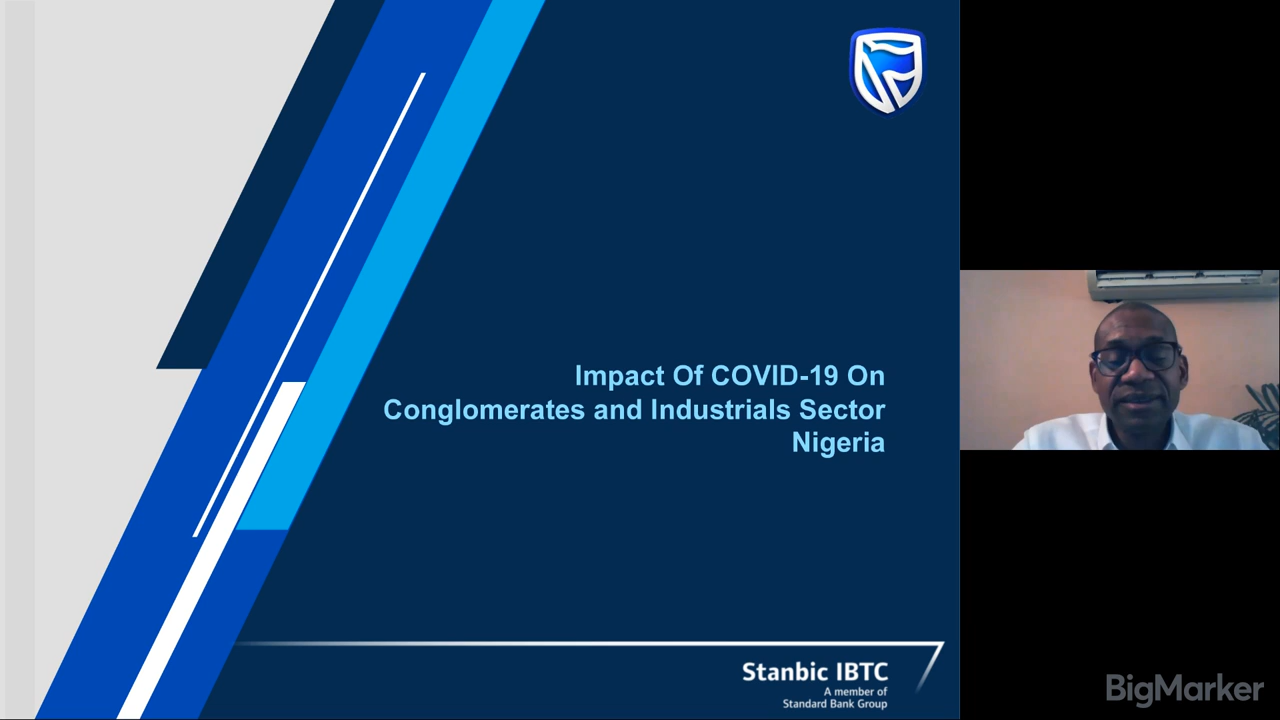 Impact Of COVID-19 On
Conglomerates and Industrials Sector
Nigeria
Stanbic IBTC
A member of
Standard Bank Group
BigMarker